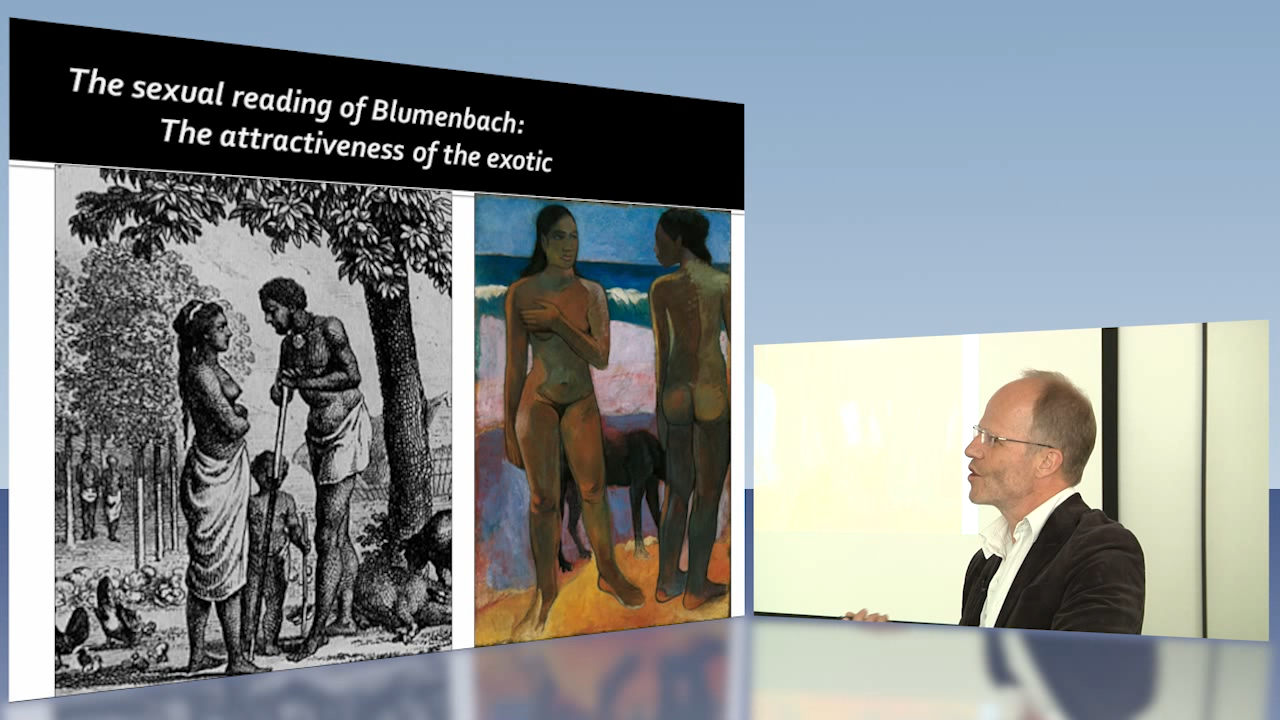 The sexual reading of Blumenbach:
The attractiveness of the exotic